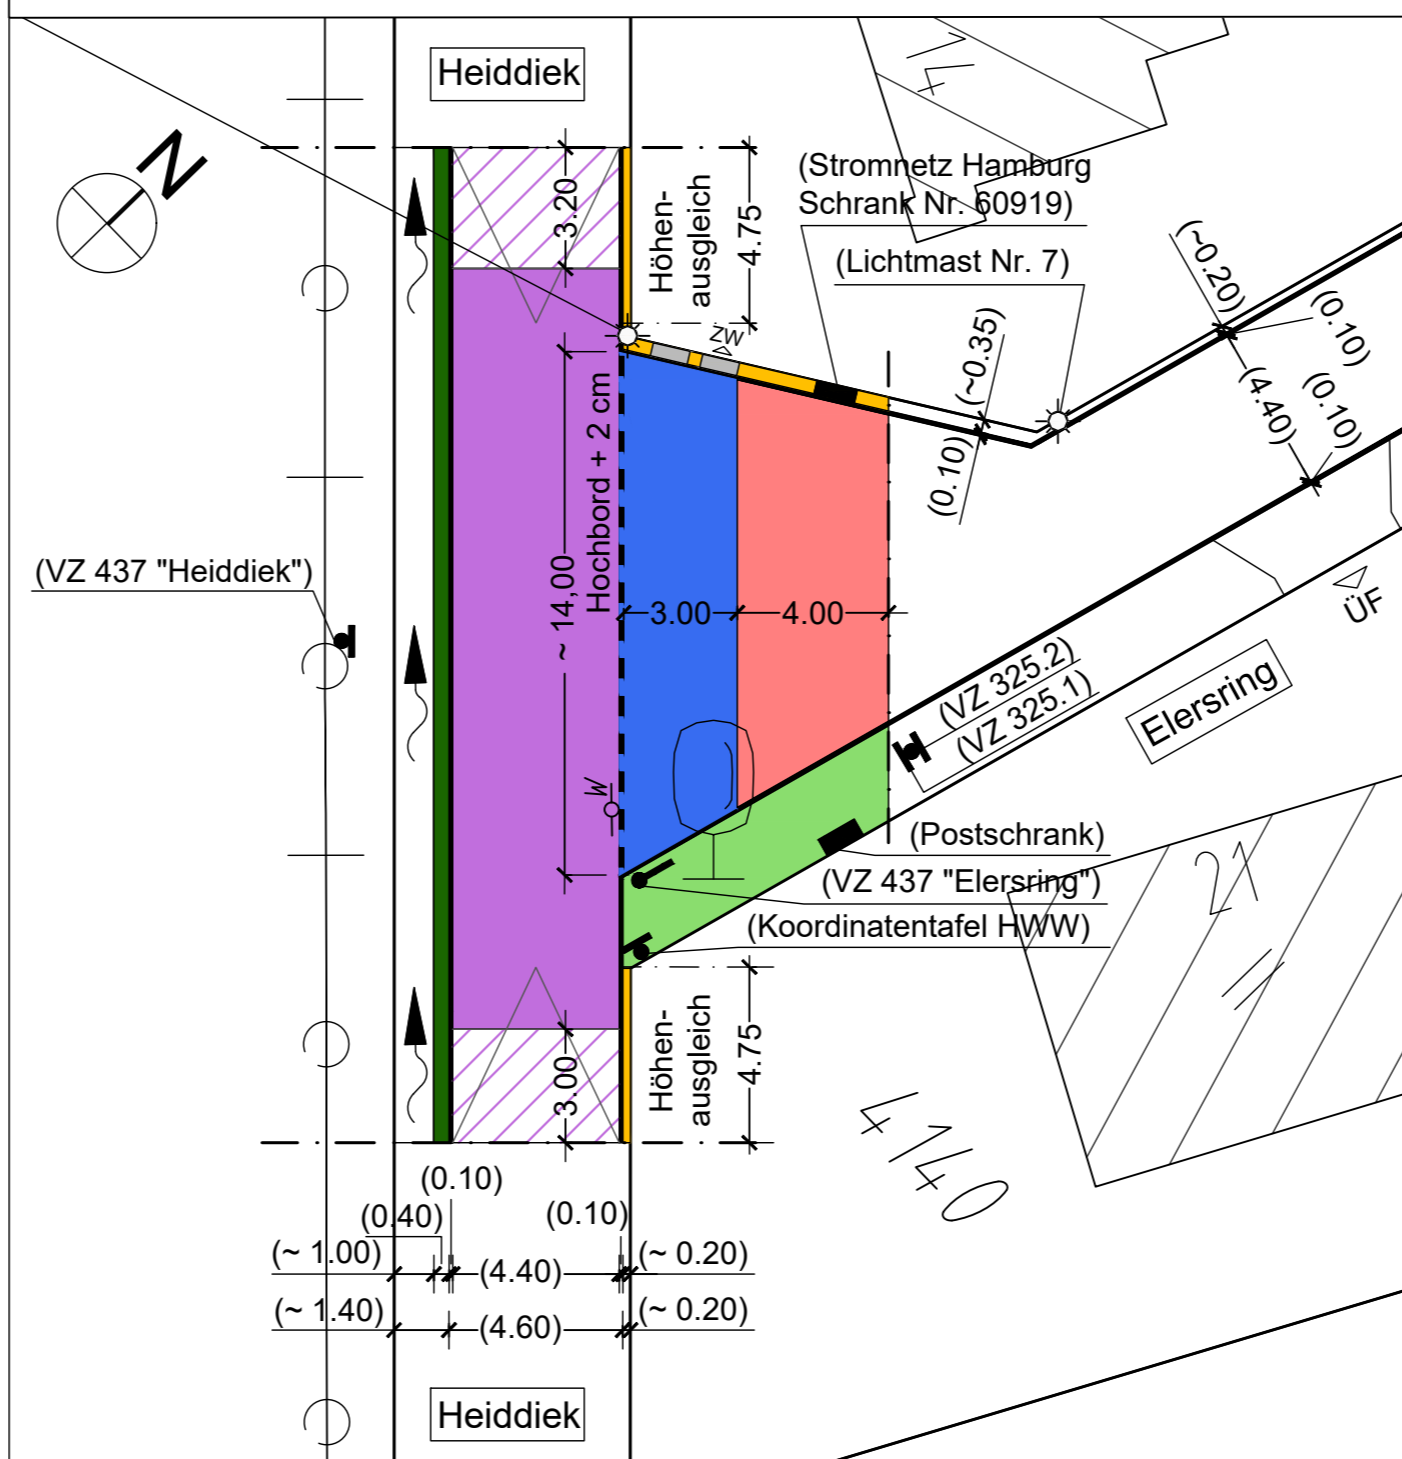 Heiddiek
N
14
3.20
Höhen-
ausgleich
4.75
(Stromnetz Hamburg
Schrank Nr. 60919)
(Lichtmast Nr. 7)
(~0.20)
(0.10)
(4.40)
(0.10)
ZW
(~0.35)
(0.10)
Hochbord + 2 cm
~ 14,00
(VZ 437 "Heiddiek")
3.00
4.00
ÜF
(VZ 325.2)
(VZ 325.1)
Elersring
W
(Postschrank)
21
(VZ 437 "Elersring")
(Koordinatentafel HWW)
II
Höhen-
ausgleich
4.75
3.00
4140
(0.10)
(0.40)
(0.10)
(~ 1.00)
(4.40)
(~ 0.20)
(~ 1.40)
(4.60)
(~ 0.20)
Heiddiek